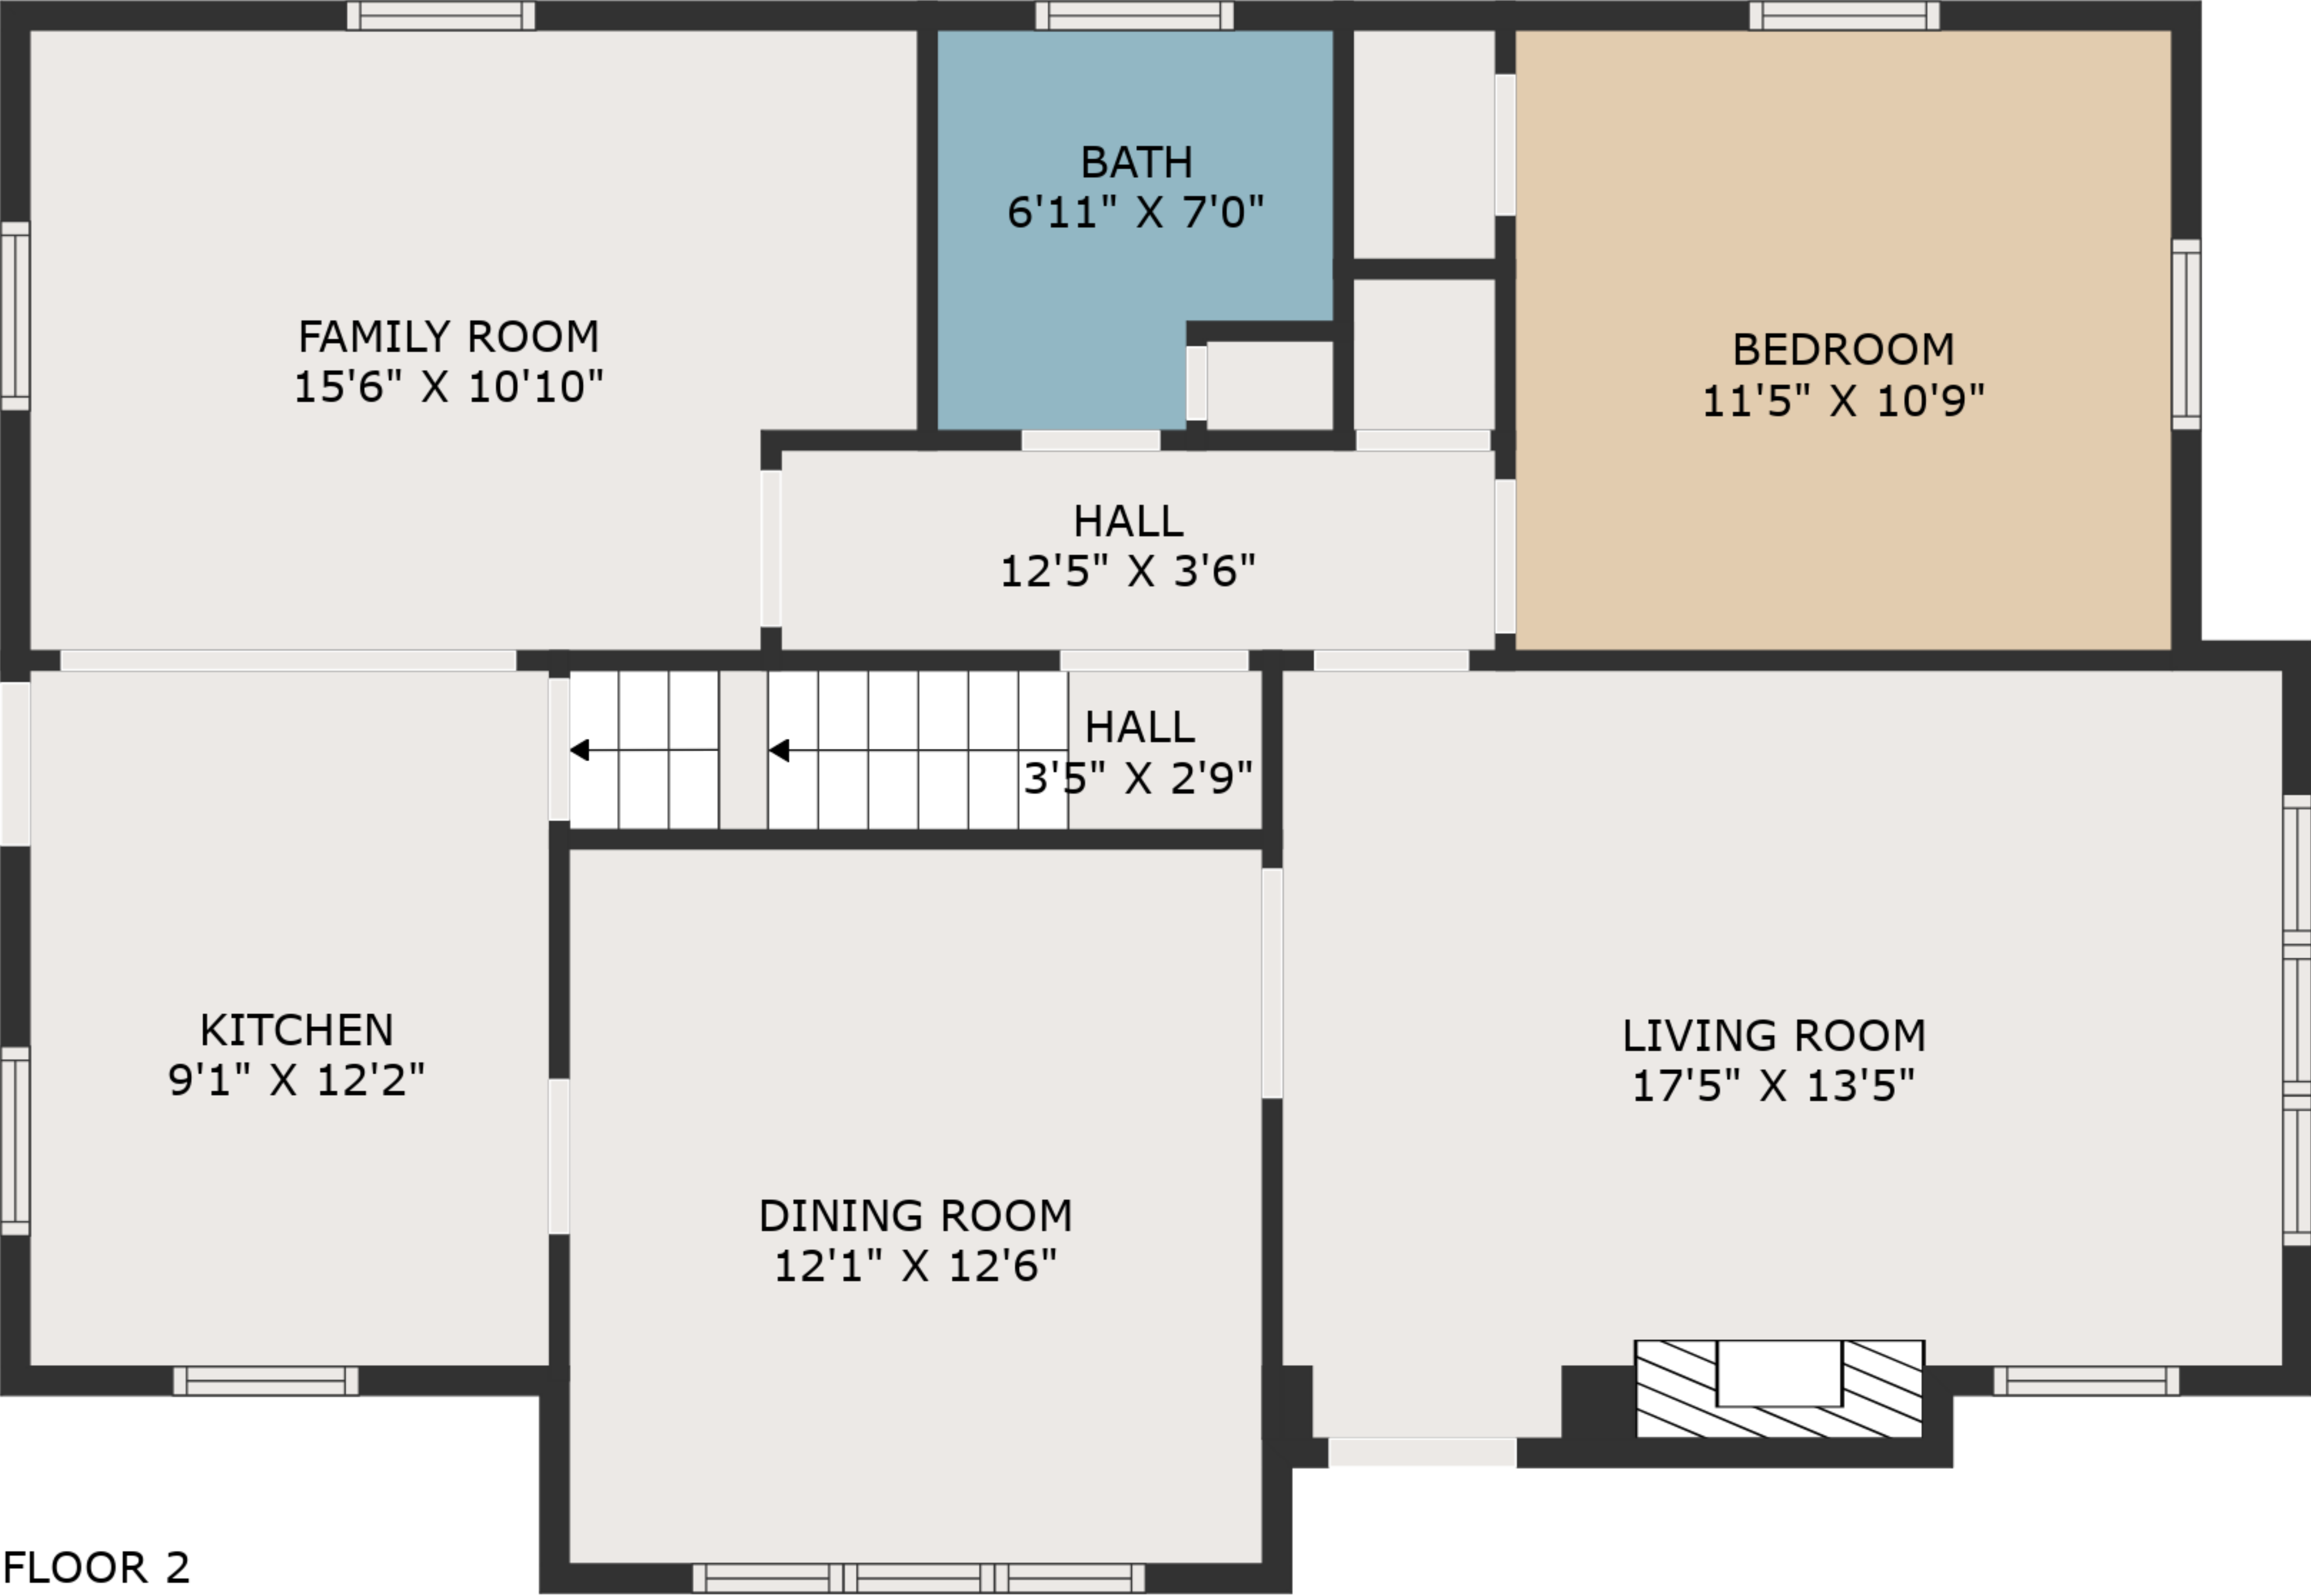 BATH
6'11" X 7'0"
FAMILY ROOM
15'6" X 10'10"
BEDROOM
11'5" X 10'9"
HALL
12'5" X 3'6"
HALL
3'5" X 2'9"
KITCHEN
9'1" X 12'2"
LIVING ROOM
17'5" X 13'5"
DINING ROOM
12'1" X 12'6"
FLOOR 2